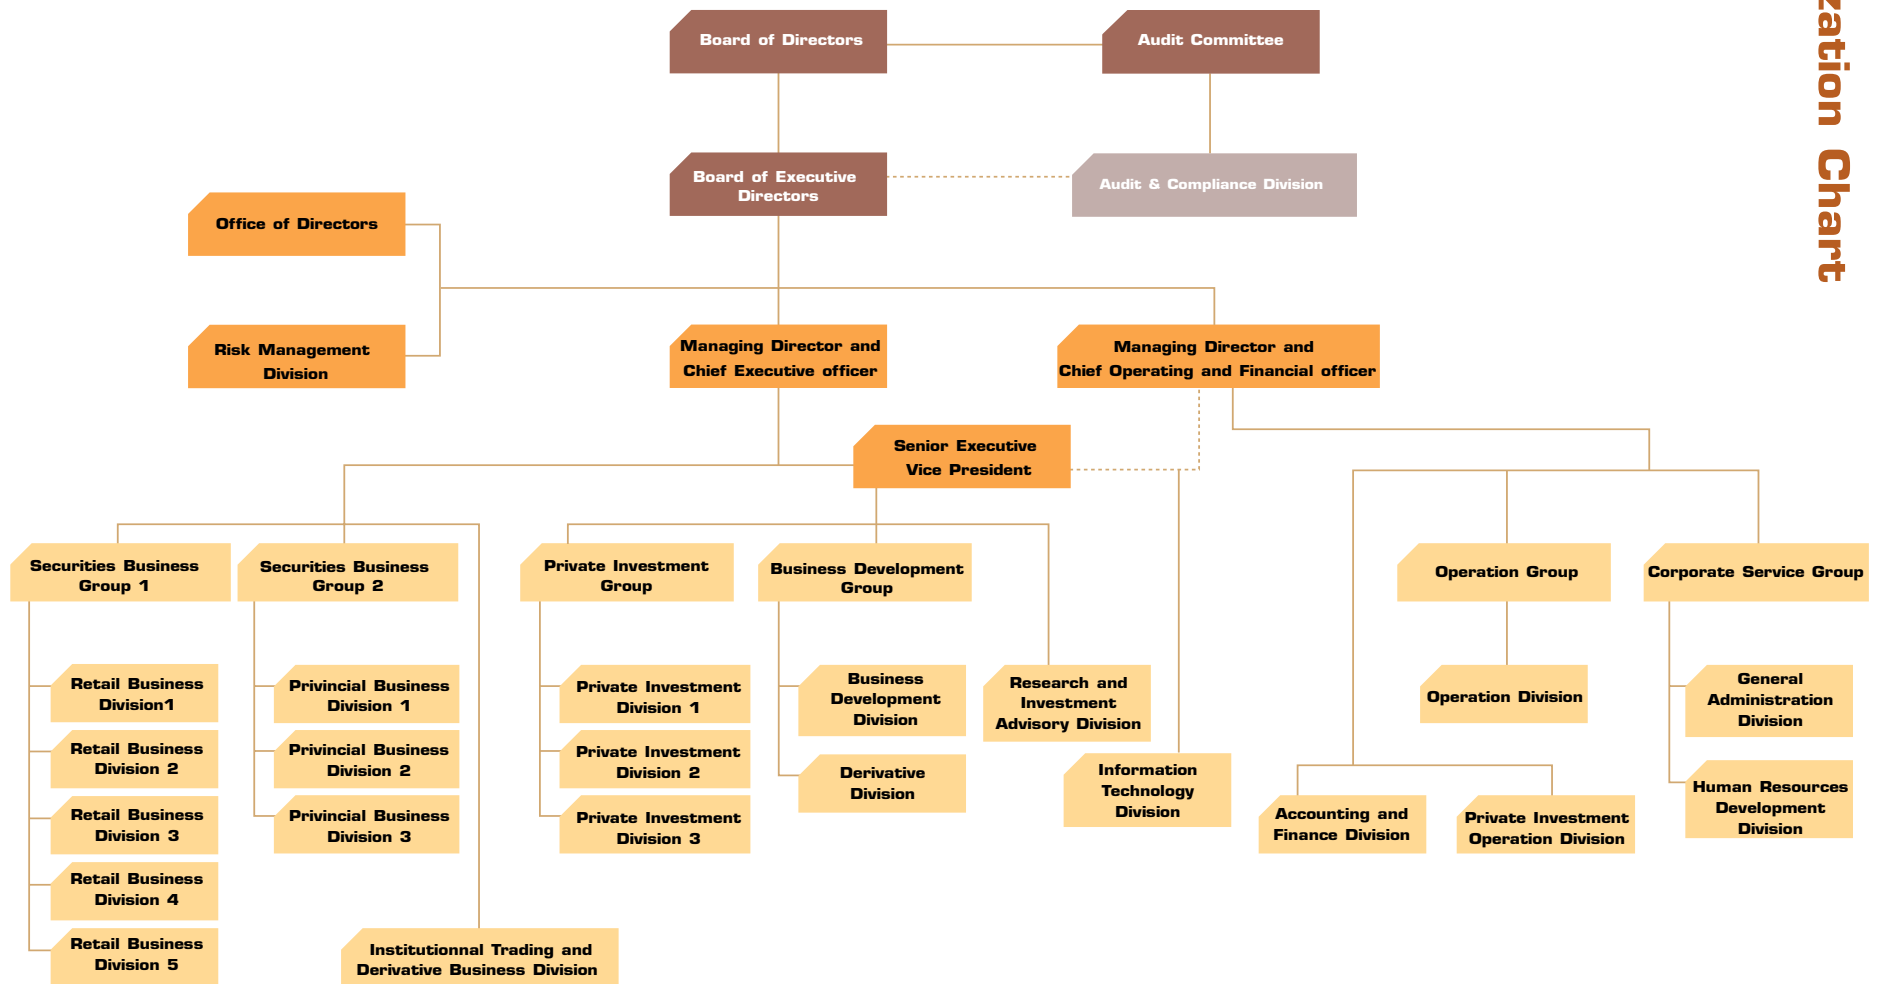 zation Chart
Board of Directors
Audit Committee
Board of Executive
Directors
Audit & Compliance Division
Office of Directors
Risk Management
Division
Managing Director and
Chief Executive officer
Managing Director and
Chief Operating and Financial officer
Senior Executive
Vice President
Securities Business
Group 1
Securities Business
Group 2
Private Investment
Group
Business Development
Group
Operation Group
Corporate Service Group
Retail Business
Division1
Retail Business
Division 2
Retail Business
Division 3
Retail Business
Division 4
Retail Business
Division 5
Privincial Business
Division 1
Privincial Business
Division 2
Privincial Business
Division 3
Institutionnal Trading and
Derivative Business Division
Private Investment
Division 1
Private Investment
Division 2
Private Investment
Division 3
Business
Development
Division
Derivative
Division
Research and
Investment
Advisory Division
Information
Technology
Division
Accounting and
Finance Division
Private Investment
Operation Division
Operation Division
General
Administration
Division
Human Resources
Development
Division